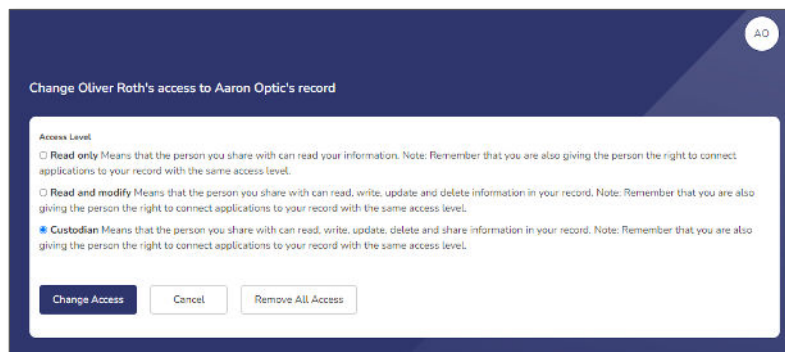 AO
Change Oliver Roth's access to Aaron Optic's record
Access Level
Read only Means that the person you share with can read your information. Note: Remember that you are also giving the person the right to connect
applications to your record with the same access level.
Read and modify Means that the person you share with can read, write, update and delete information in your record. Note: Remember that you are also
giving the person the right to connect applications to your record with the same access level.
Custodian Means that the person you share with can read, write, update, delete and share information in your record. Note: Remember that you are also
giving the person the right to connect applications to your record with the same access level.
Change Access Cancel Remove All Access